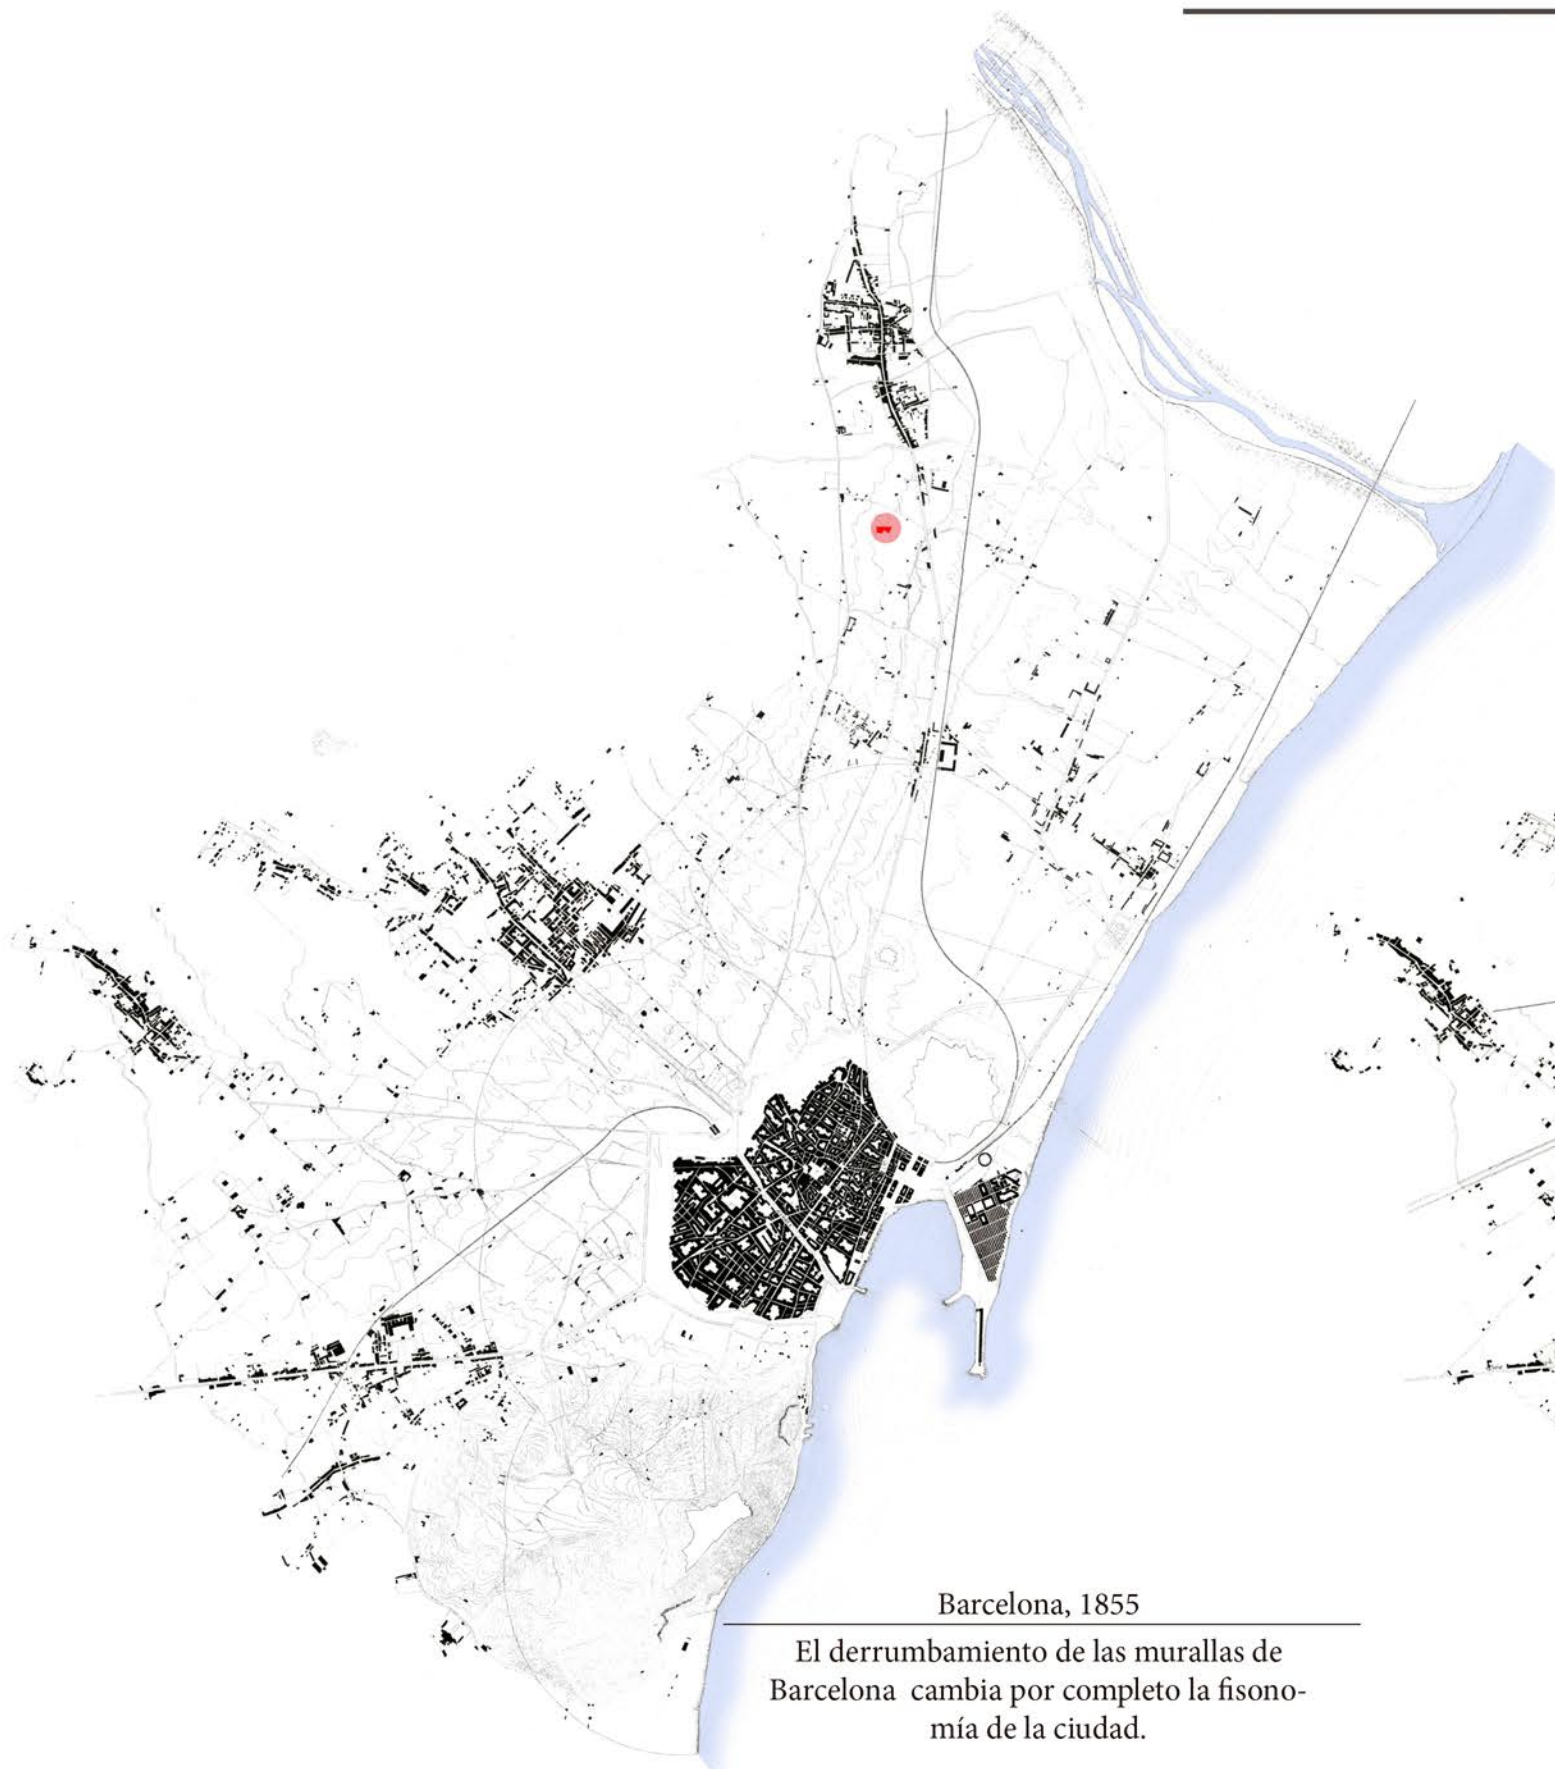 Barcelona, 1855
El derrumbamiento de las murallas de
Barcelona  cambia por completo la fisono-
mía de la ciudad.